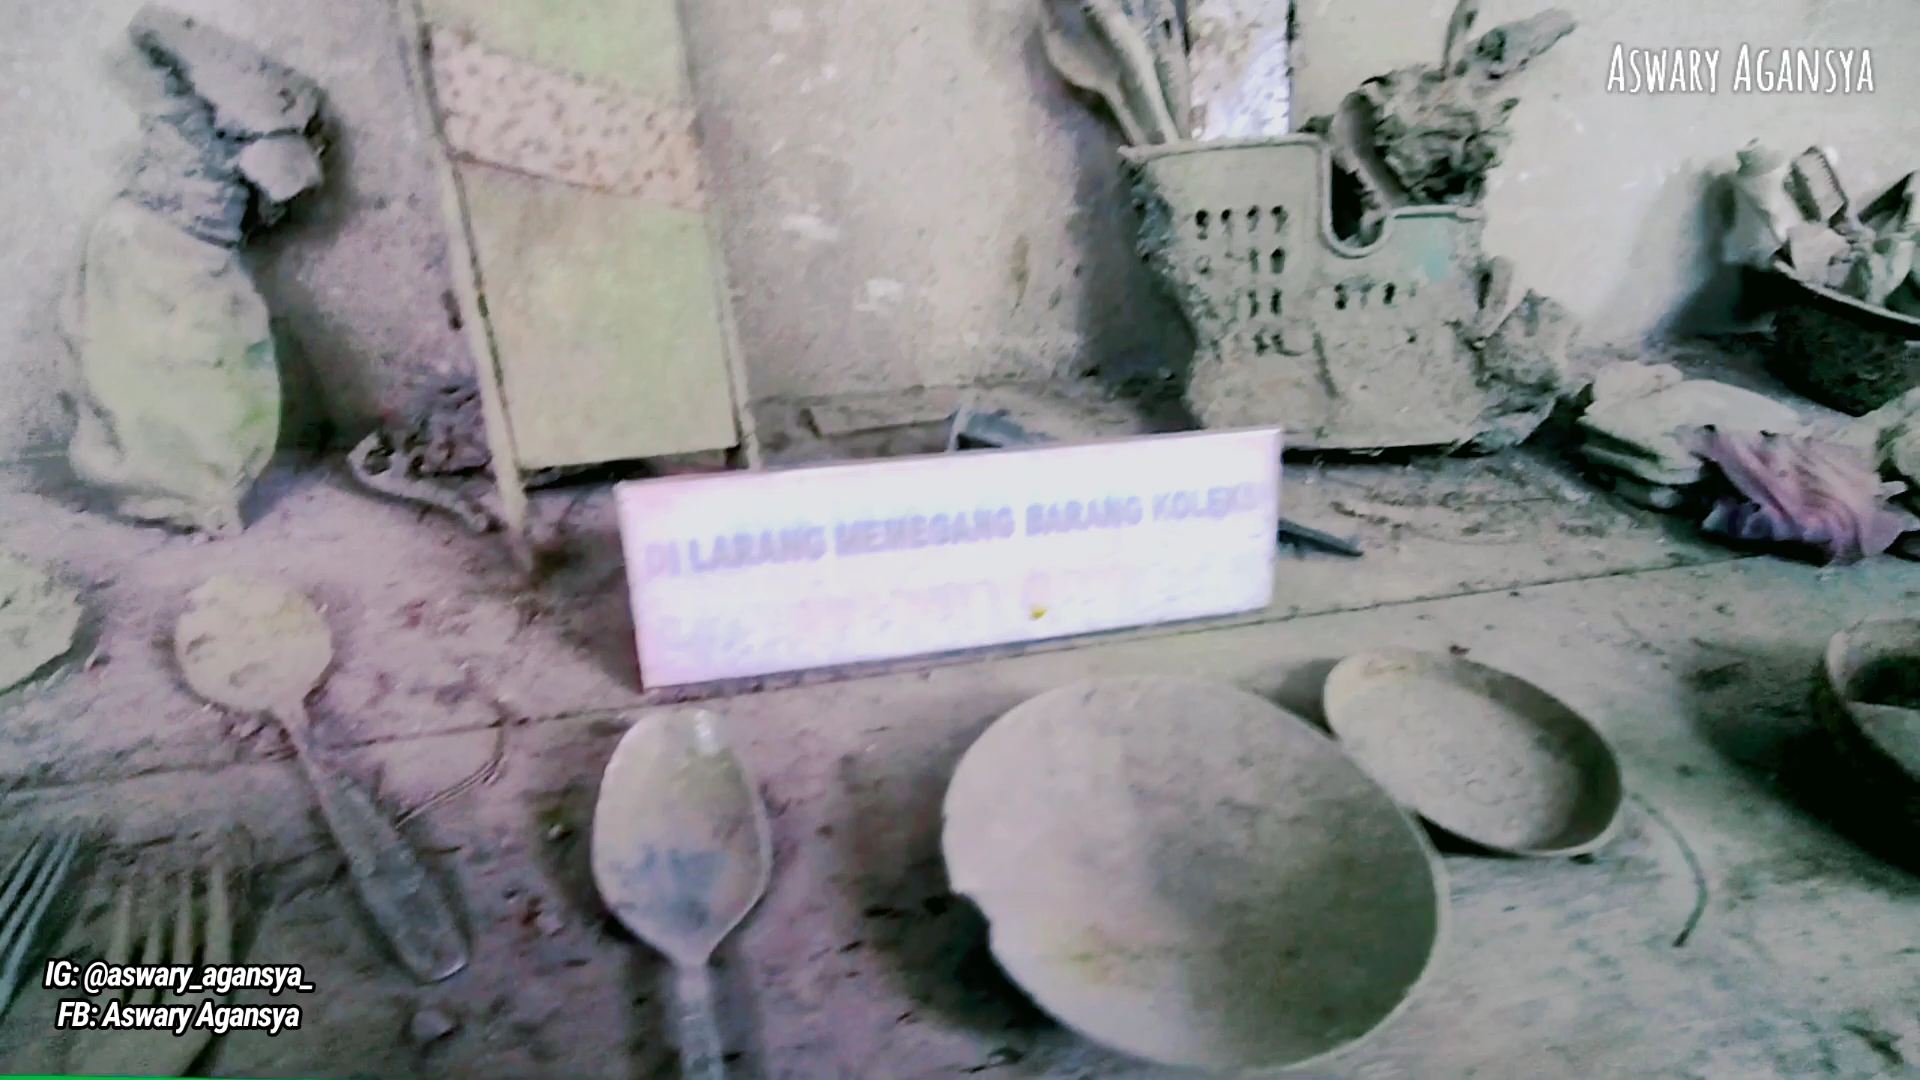 ASWARY AGANSYA
DI LARANG MEMEGANG BARANG KOLEKSI
IG: @aswary_agansya_
FB: Aswary Agansya